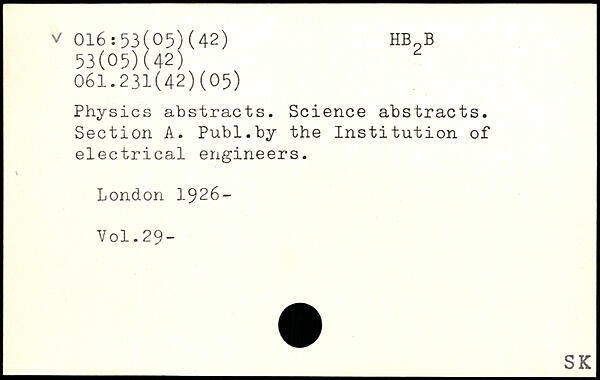 v 016:53(05)(42) HB₂B
53(05)(42)
061.231(42)(05)
Physics abstracts. Science abstracts.
Section A. Publ.by the Institution of
electrical engineers.
London 1926-
Vol.29-
SK